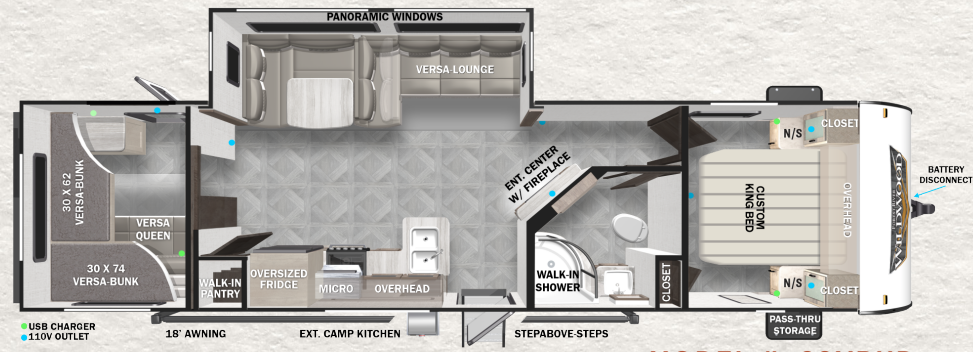 PANORAMIC WINDOWS
VERSA-LOUNGE
30 X 62
VERSA-BUNK
VERSA
QUEEN
30 X 74
VERSA-BUNK
WALK-IN
PANTRY
OVERSIZED
FRIDGE
MICRO
OVERHEAD
ENT. CENTER
W/ FIREPLACE
WALK-IN
SHOWER
CLOSET
CUSTOM
KING BED
OVERHEAD
N/S
CLOSET
N/S
CLOSET
WILDWOOD
BATTERY
DISCONNECT
PASS-THRU
STORAGE
USB CHARGER
110V OUTLET
18' AWNING
EXT. CAMP KITCHEN
STEPABOVE-STEPS